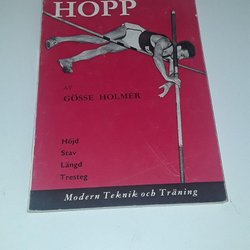 HOPP
AV
GÖSSE HOLMÉR
Höjd
Stav
Längd
Tresteg
Modern Teknik och Träning